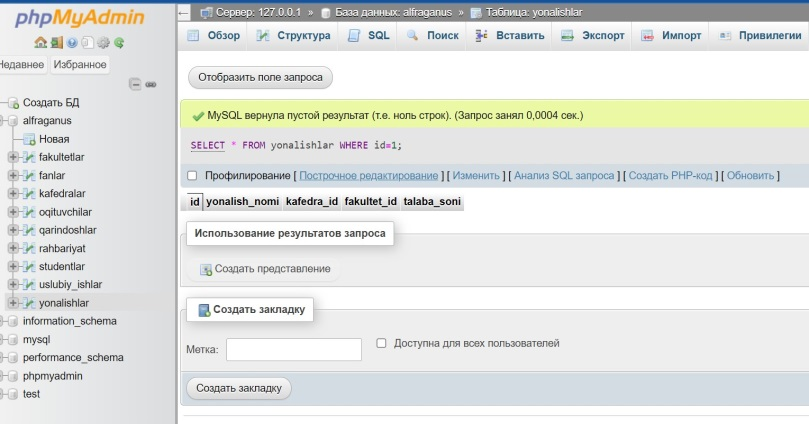 phpMyAdmin
Недавнее Избранное
Создать БД
alfraganus
Новая
fakultetlar
fanlar
kafedralar
oqituvchilar
qarindoshlar
rahbariyat
studentlar
uslubiy_ishlar
yonalishlar
information_schema
mysql
performance_schema
phpmyadmin
test
Сервер: 127.0.0.1 » База данных: alfraganus » Таблица: yonalishlar
Обзор Структура SQL Поиск Вставить Экспорт Импорт Привилегии
Отобразить поле запроса
MySQL вернула пустой результат (т.е. ноль строк). (Запрос занял 0,0004 сек.)
SELECT * FROM yonalishlar WHERE id=1;
Профилирование [ Построчное редактирование ] [ Изменить ] [ Анализ SQL запроса ] [ Создать PHP-код ] [ Обновить ]
id yonalish_nomi kafedra_id fakultet_id talaba_soni
Использование результатов запроса
Создать представление
Создать закладку
Метка: Доступна для всех пользователей
Создать закладку